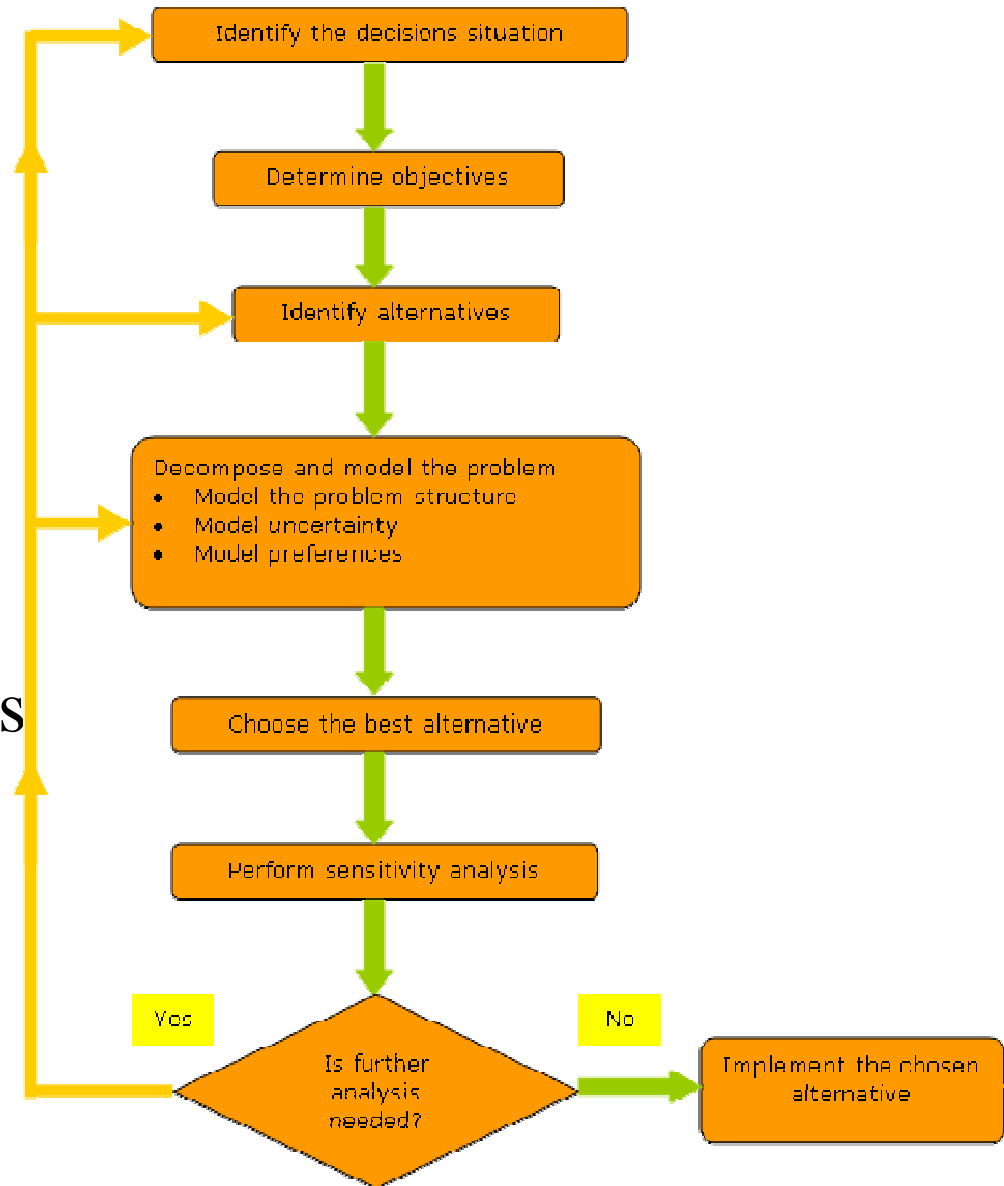 Identify the decisions situation
Determine objectives
Identify alternatives
Decompose and model the problem
• Model the problem structure
• Model uncertainty
• Model preferences
s
Choose the best alternative
Perform sensitivity analysis
Yes
No
Is further
analysis
needed?
Implement the chosen
alternative